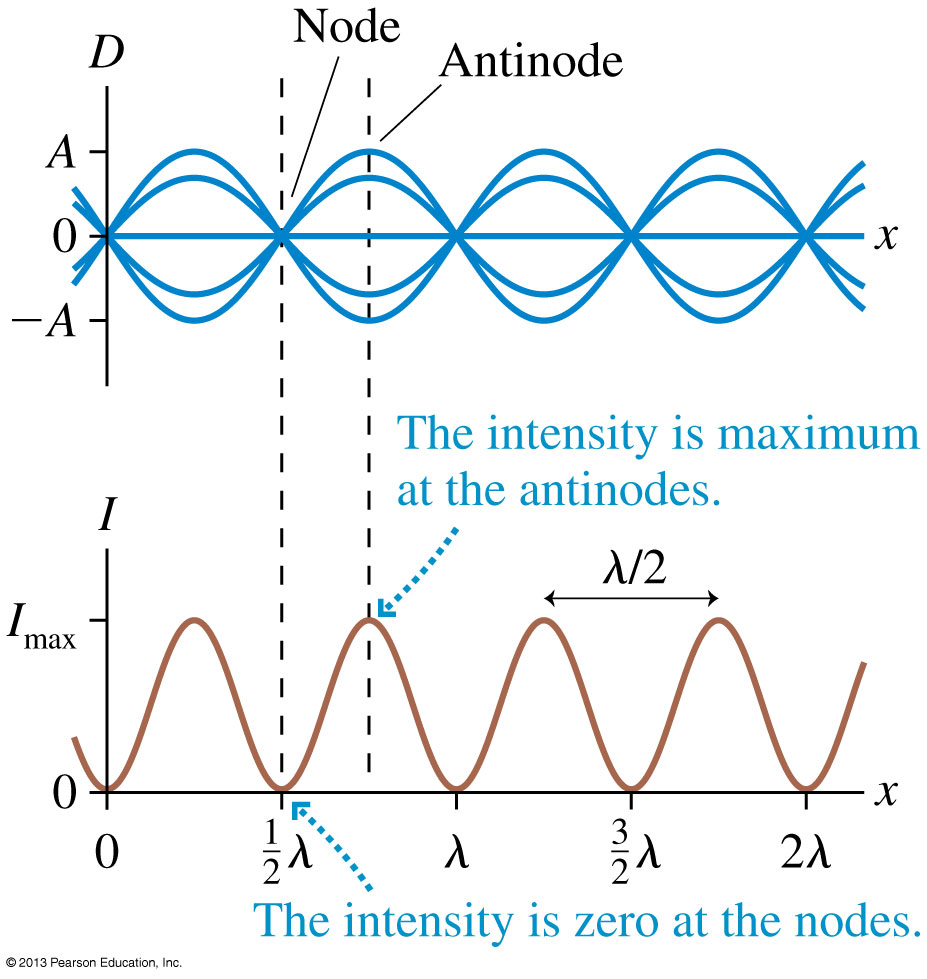 Node
D
Antinode
A
0
x
−A
The intensity is maximum
at the antinodes.
I
λ/2
Imax
0
x
0
1/2 λ
λ
3/2 λ
2λ
The intensity is zero at the nodes.
© 2013 Pearson Education, Inc.